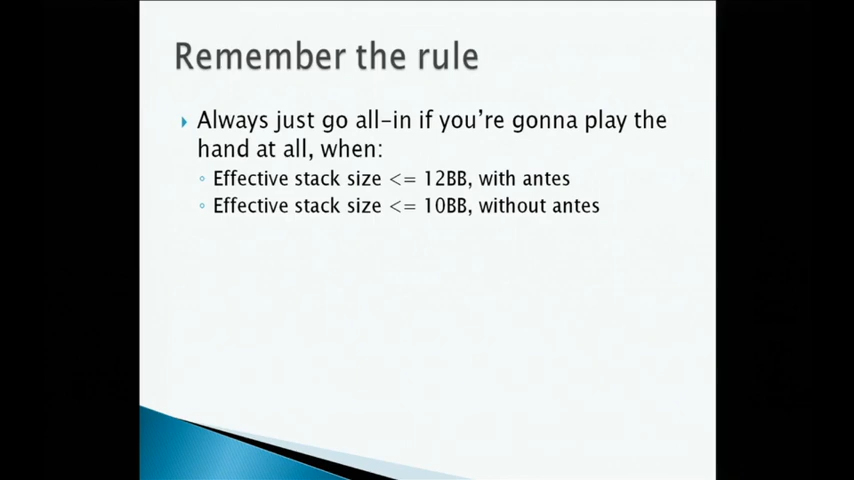 Remember the rule
Always just go all-in if you're gonna play the
hand at all, when:
Effective stack size <= 12BB, with antes
Effective stack size <= 10BB, without antes